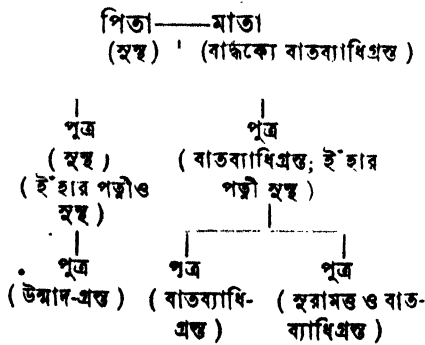 পিতা——মাতা
(সুস্থ) (বার্দ্ধক্যে বাতব্যাধিগ্রস্ত)
পুত্র পুত্র
(সুস্থ) (বাতব্যাধিগ্রস্ত; ইঁহার
(ইঁহার পত্নীও পত্নী সুস্থ)
সুস্থ)
পুত্র পুত্র পুত্র
(উন্মাদ-গ্রস্ত) (বাতব্যাধি- (সুরামত্ত ও বাত-
গ্রস্ত) ব্যাধিগ্রস্ত)